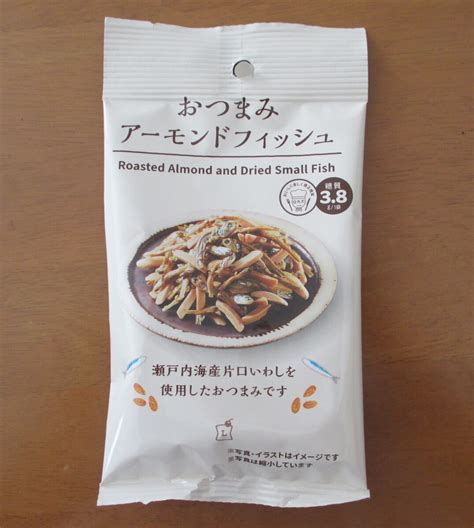 おつまみ
アーモンドフィッシュ
Roasted Almond and Dried Small Fish
糖質
3.8
g/1袋
瀬戸内海産片口いわしを
使用したおつまみです
L
※写真・イラストはイメージです
※写真は縮小しています